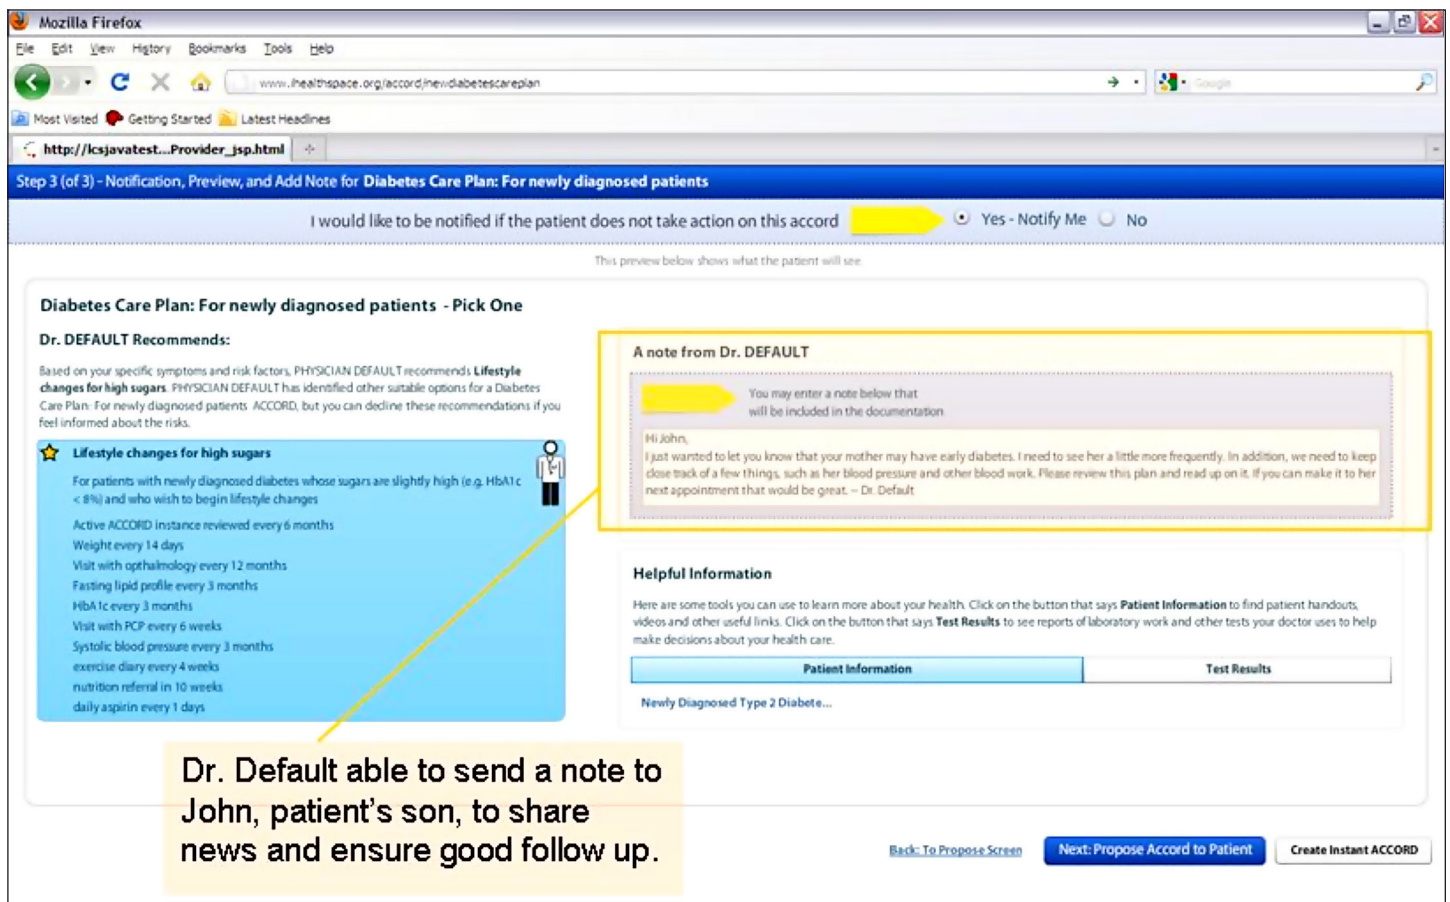 Mozilla Firefox
File Edit View History Bookmarks Tools Help
www.ihealthspace.org/accord/newdiabetescareplan
Google
Most Visited Getting Started Latest Headlines
http://lcsjavatest...Provider_jsp.html
Step 3 (of 3) - Notification, Preview, and Add Note for Diabetes Care Plan: For newly diagnosed patients
I would like to be notified if the patient does not take action on this accord Yes - Notify Me No
This preview below shows what the patient will see
Diabetes Care Plan: For newly diagnosed patients - Pick One
Dr. DEFAULT Recommends:
Based on your specific symptoms and risk factors, PHYSICIAN DEFAULT recommends Lifestyle
changes for high sugars. PHYSICIAN DEFAULT has identified other suitable options for a Diabetes
Care Plan: For newly diagnosed patients ACCORD, but you can decline these recommendations if you
feel informed about the risks.
Lifestyle changes for high sugars
For patients with newly diagnosed diabetes whose sugars are slightly high (e.g. HbA1c
< 8%) and who wish to begin lifestyle changes
Active ACCORD instance reviewed every 6 months
Weight every 14 days
Visit with opthalmology every 12 months
Fasting lipid profile every 3 months
HbA1c every 3 months
Visit with PCP every 6 weeks
Systolic blood pressure every 3 months
exercise diary every 4 weeks
nutrition referral in 10 weeks
daily aspirin every 1 days
A note from Dr. DEFAULT
You may enter a note below that
will be included in the documentation
Hi John,
I just wanted to let you know that your mother may have early diabetes. I need to see her a little more frequently. In addition, we need to keep
close track of a few things, such as her blood pressure and other blood work. Please review this plan and read up on it. If you can make it to her
next appointment that would be great. – Dr. Default
Helpful Information
Here are some tools you can use to learn more about your health. Click on the button that says Patient Information to find patient handouts,
videos and other useful links. Click on the button that says Test Results to see reports of laboratory work and other tests your doctor uses to help
make decisions about your health care.
Patient Information Test Results
Newly Diagnosed Type 2 Diabete...
Dr. Default able to send a note to
John, patient's son, to share
news and ensure good follow up.
Back: To Propose Screen Next: Propose Accord to Patient Create Instant ACCORD